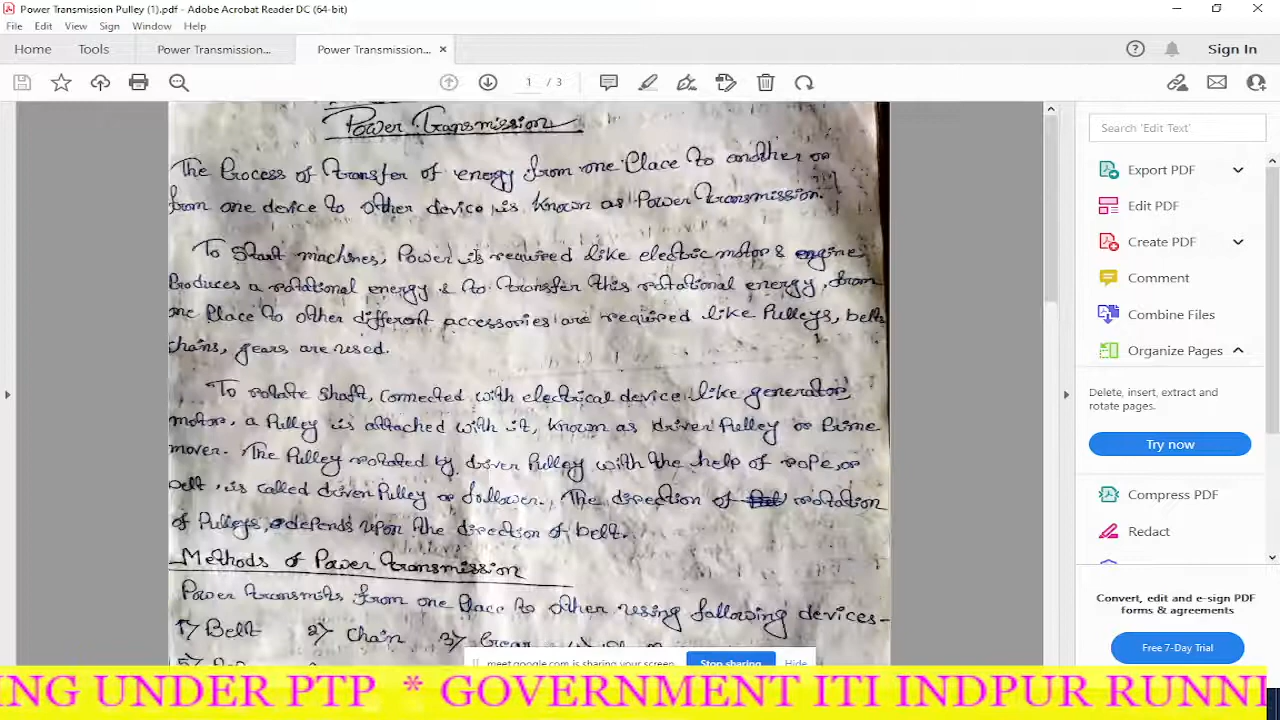 Power Transmission Pulley (1).pdf - Adobe Acrobat Reader DC (64-bit)
File Edit View Sign Window Help
Home Tools Power Transmission... Power Transmission... × Sign In
1 / 3
Power Transmission
The Process of transfer of energy from one Place to another or
from one device to other device is known as Power transmission.
To start machines, Power is required like electric motor & engine
Produces a rotational energy & to transfer this rotational energy, from
one Place to other different accessories are required like Pulleys, belts
chains, gears are used.
To rotate shaft, connected with electrical device like generator,
motor, a Pulley is attached with it, known as driver Pulley or Prime
mover. The Pulley rotated by driver Pulley with the help of rope, or
belt, is called driven Pulley or follower. The direction of rotation
of Pulleys, depends upon the direction of belt.
Methods of Power transmission
Power transmits from one Place to other using following devices-
1) Belt 2) Chain 3) Gear
5)
Search 'Edit Text'
Export PDF
Edit PDF
Create PDF
Comment
Combine Files
Organize Pages
Delete, insert, extract and
rotate pages.
Try now
Compress PDF
Redact
Convert, edit and e-sign PDF
forms & agreements
Free 7-Day Trial
meet.google.com is sharing your screen. Stop sharing Hide
NG UNDER PTP * GOVERNMENT ITI INDPUR RUNNI